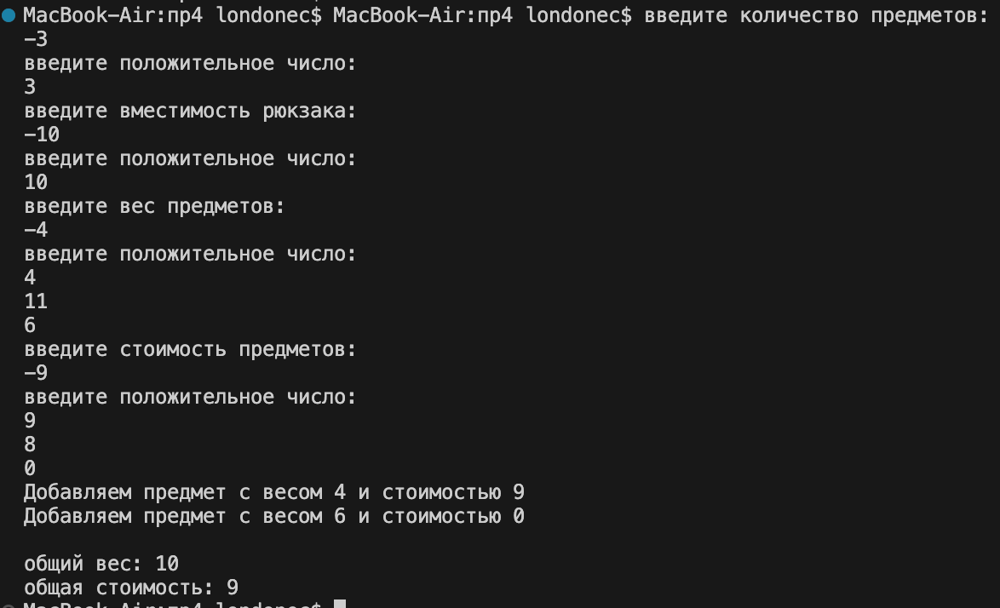 MacBook-Air:пр4 londonec$ MacBook-Air:пр4 londonec$ введите количество предметов:
-3
введите положительное число:
3
введите вместимость рюкзака:
-10
введите положительное число:
10
введите вес предметов:
-4
введите положительное число:
4
11
6
введите стоимость предметов:
-9
введите положительное число:
9
8
0
Добавляем предмет с весом 4 и стоимостью 9
Добавляем предмет с весом 6 и стоимостью 0
общий вес: 10
общая стоимость: 9
MacBook-Air:пр4 londonec$